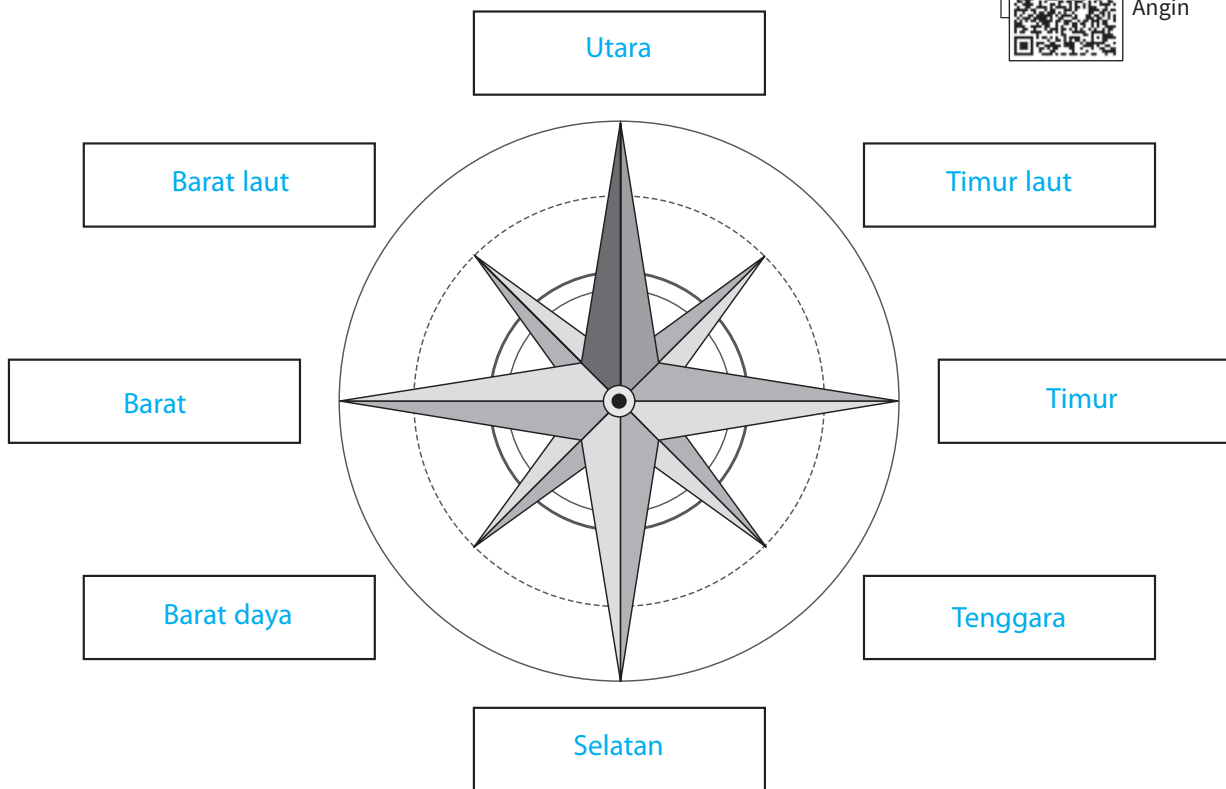 Angin
Utara
Barat laut
Timur laut
Barat
Timur
Barat daya
Tenggara
Selatan